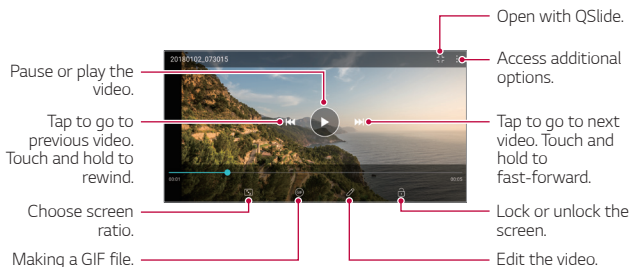 Open with QSlide.
Access additional
options.
20180102_073015
Pause or play the
video.
Tap to go to
previous video.
Touch and hold to
rewind.
Tap to go to next
video. Touch and
hold to
fast-forward.
00:01
00:05
GIF
Choose screen
ratio.
Lock or unlock the
screen.
Making a GIF file.
Edit the video.